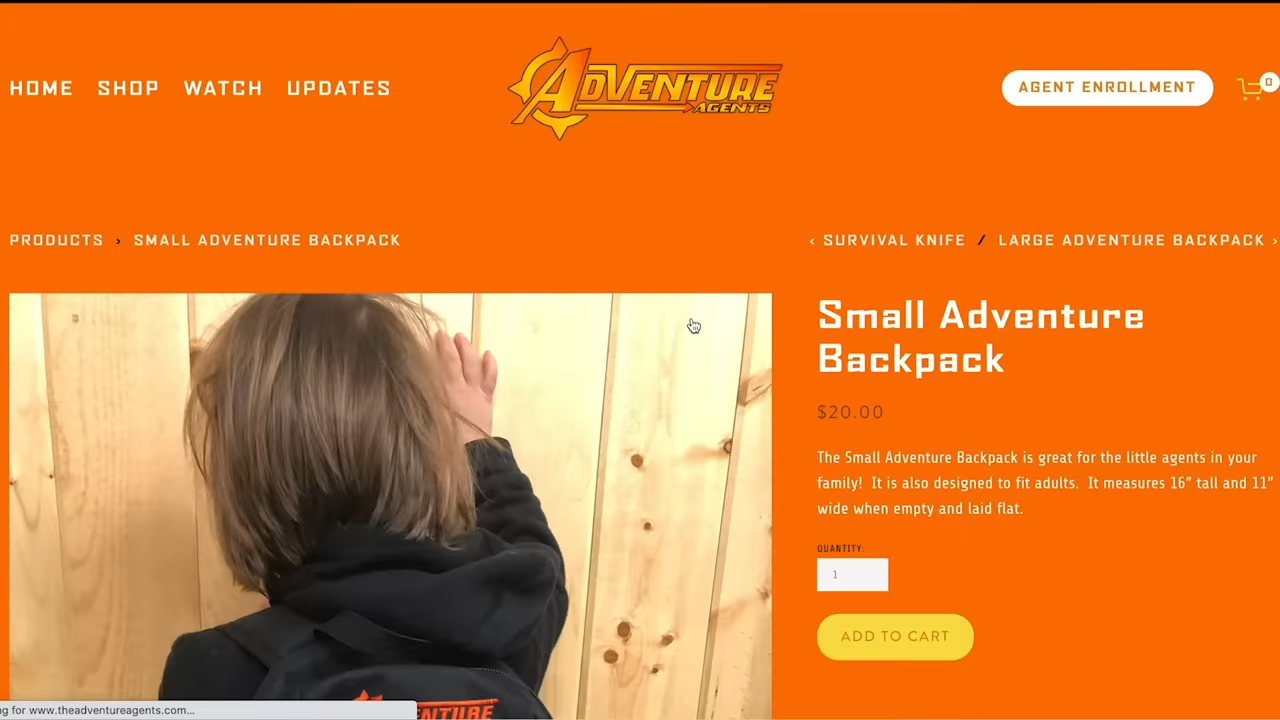 HOME SHOP WATCH UPDATES
ADVENTURE
AGENTS
AGENT ENROLLMENT
0
PRODUCTS › SMALL ADVENTURE BACKPACK
‹ SURVIVAL KNIFE / LARGE ADVENTURE BACKPACK ›
Small Adventure
Backpack
$20.00
The Small Adventure Backpack is great for the little agents in your
family! It is also designed to fit adults. It measures 16" tall and 11"
wide when empty and laid flat.
QUANTITY:
1
ADD TO CART
ENTURE
ng for www.theadventureagents.com...